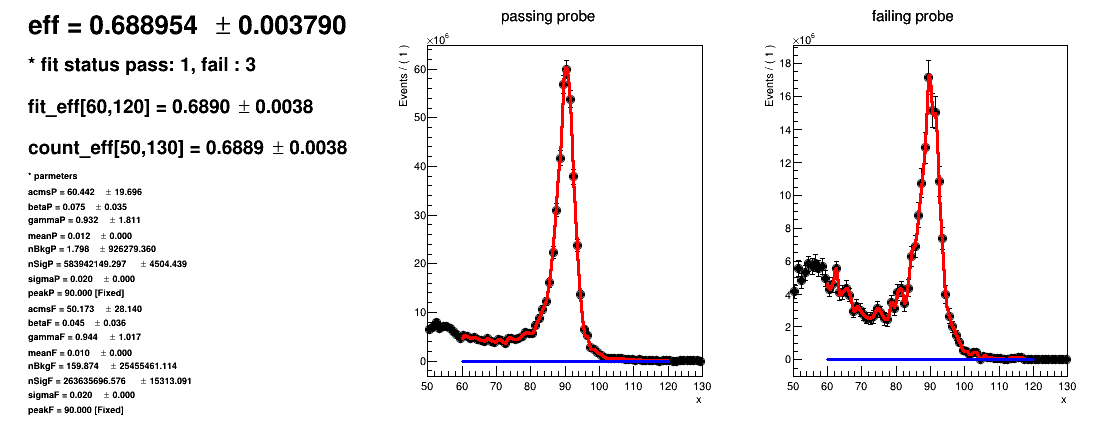 eff = 0.688954 ± 0.003790
* fit status pass: 1, fail : 3
fit_eff[60,120] = 0.6890 ± 0.0038
count_eff[50,130] = 0.6889 ± 0.0038
* parmeters
acmsP = 60.442 ± 19.696
betaP = 0.075 ± 0.035
gammaP = 0.932 ± 1.811
meanP = 0.012 ± 0.000
nBkgP = 1.798 ± 926279.360
nSigP = 583942149.297 ± 4504.439
sigmaP = 0.020 ± 0.000
peakP = 90.000 [Fixed]
acmsF = 50.173 ± 28.140
betaF = 0.045 ± 0.036
gammaF = 0.944 ± 1.017
meanF = 0.010 ± 0.000
nBkgF = 159.874 ± 25455461.114
nSigF = 263635696.576 ± 15313.091
sigmaF = 0.020 ± 0.000
peakF = 90.000 [Fixed]
passing probe
×10⁶
Events / ( 1 )
60
50
40
30
20
10
0
50 60 70 80 90 100 110 120 130
x
failing probe
×10⁶
Events / ( 1 )
18
16
14
12
10
8
6
4
2
0
50 60 70 80 90 100 110 120 130
x